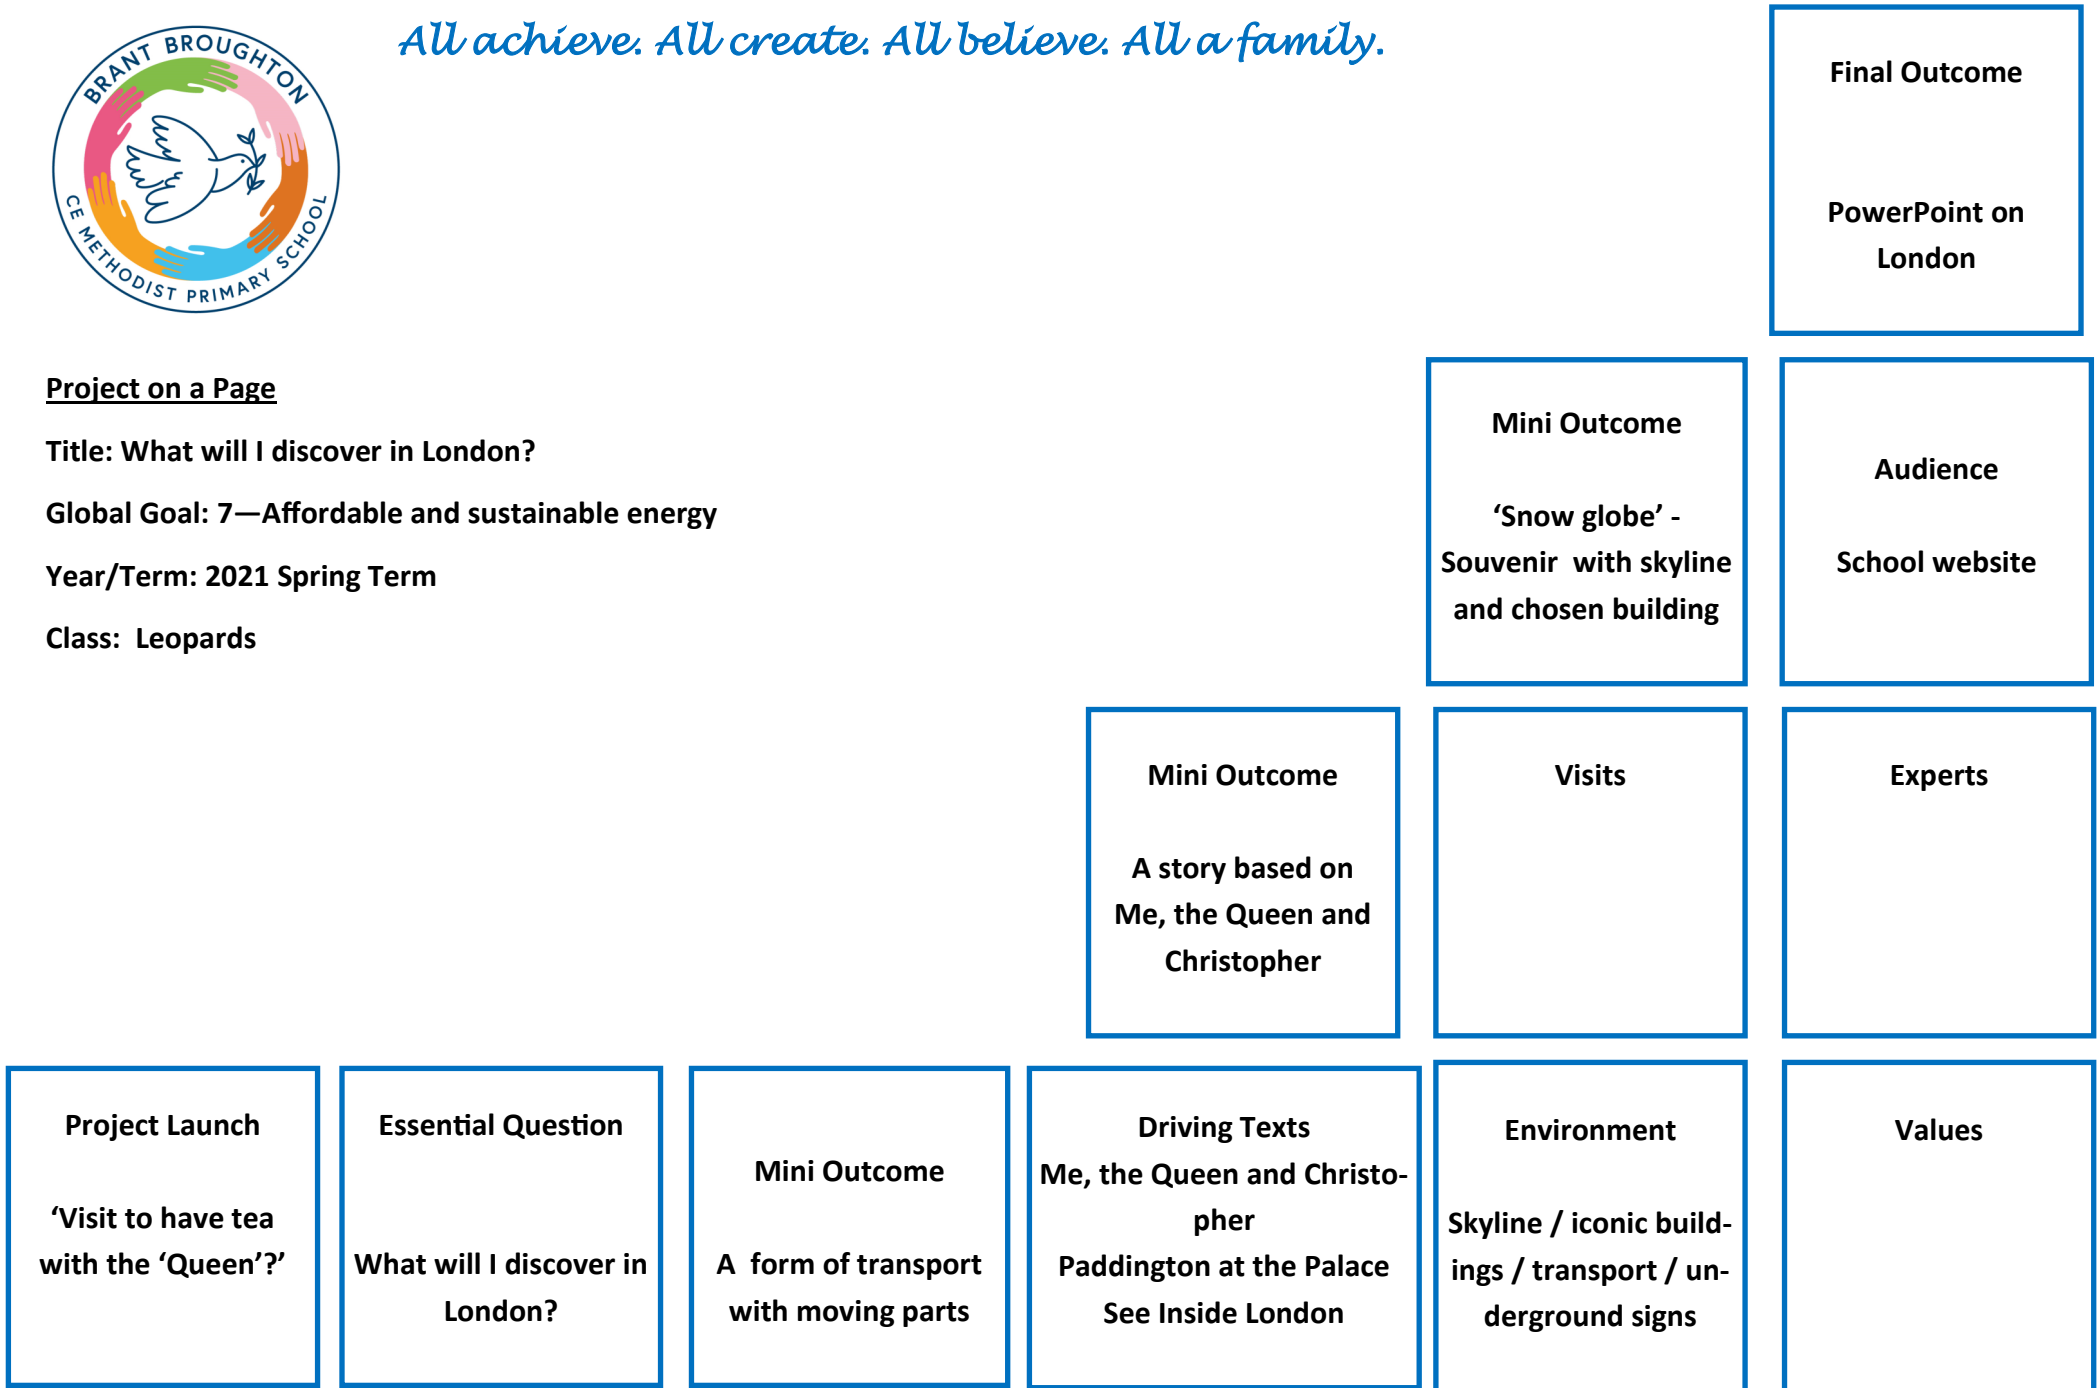 All achieve. All create. All believe. All a family.
BRANT BROUGHTON
CE METHODIST PRIMARY SCHOOL
Final Outcome
PowerPoint on
London
Project on a Page
Title: What will I discover in London?
Global Goal: 7—Affordable and sustainable energy
Year/Term: 2021 Spring Term
Class:  Leopards
Mini Outcome
‘Snow globe’ -
Souvenir  with skyline
and chosen building
Audience
School website
Mini Outcome
A story based on
Me, the Queen and
Christopher
Visits
Experts
Project Launch
‘Visit to have tea
with the ‘Queen’?’
Essential Question
What will I discover in
London?
Mini Outcome
A  form of transport
with moving parts
Driving Texts
Me, the Queen and Christo-
pher
Paddington at the Palace
See Inside London
Environment
Skyline / iconic build-
ings / transport / un-
derground signs
Values